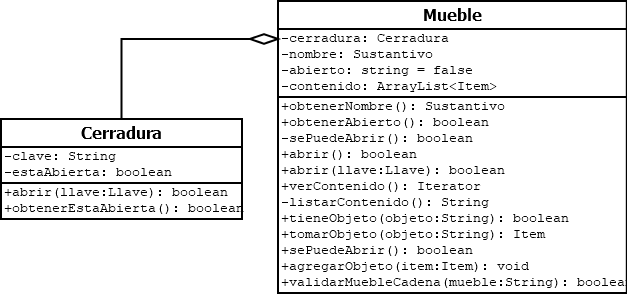 Mueble
-cerradura: Cerradura
-nombre: Sustantivo
-abierto: string = false
-contenido: ArrayList<Item>
+obtenerNombre(): Sustantivo
+obtenerAbierto(): boolean
-sePuedeAbrir(): boolean
+abrir(): boolean
+abrir(llave:Llave): boolean
+verContenido(): Iterator
-listarContenido(): String
+tieneObjeto(objeto:String): boolean
+tomarObjeto(objeto:String): Item
+sePuedeAbrir(): boolean
+agregarObjeto(item:Item): void
+validarMuebleCadena(mueble:String): boolea
Cerradura
-clave: String
-estaAbierta: boolean
+abrir(llave:Llave): boolean
+obtenerEstaAbierta(): boolean